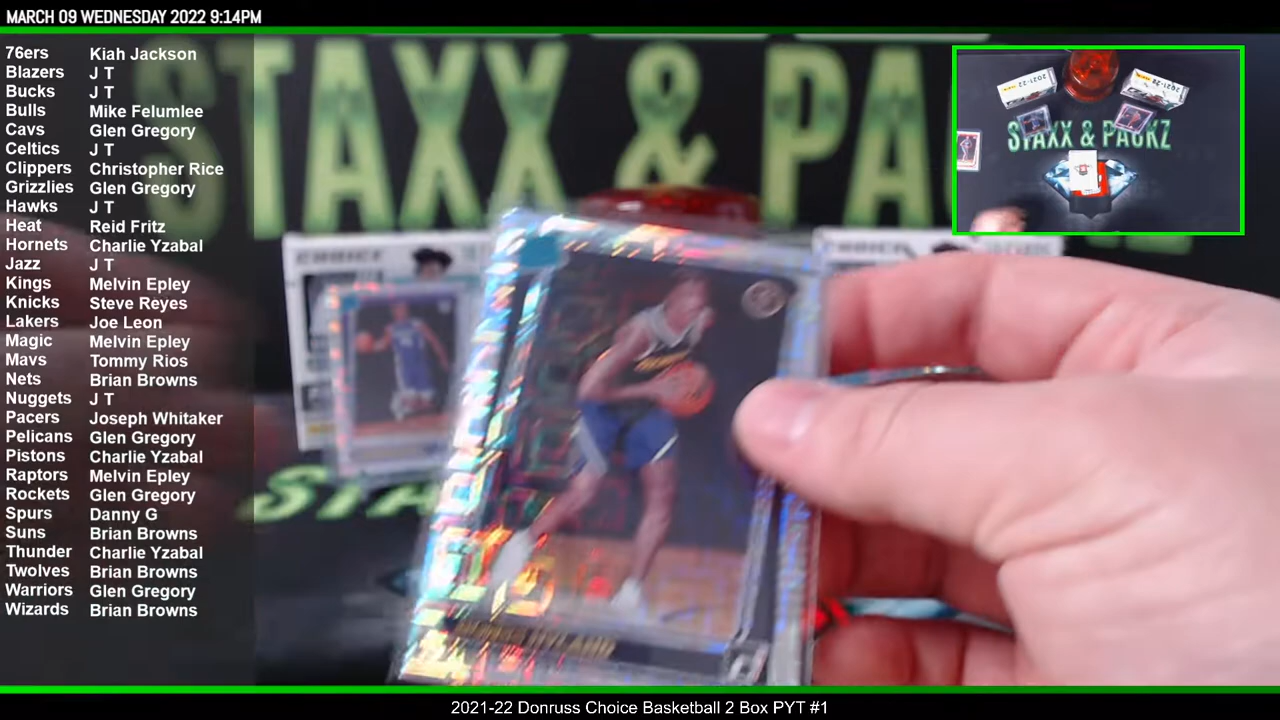 MARCH 09 WEDNESDAY 2022 9:14PM
76ers Kiah Jackson
Blazers J T
Bucks J T
Bulls Mike Felumlee
Cavs Glen Gregory
Celtics J T
Clippers Christopher Rice
Grizzlies Glen Gregory
Hawks J T
Heat Reid Fritz
Hornets Charlie Yzabal
Jazz J T
Kings Melvin Epley
Knicks Steve Reyes
Lakers Joe Leon
Magic Melvin Epley
Mavs Tommy Rios
Nets Brian Browns
Nuggets J T
Pacers Joseph Whitaker
Pelicans Glen Gregory
Pistons Charlie Yzabal
Raptors Melvin Epley
Rockets Glen Gregory
Spurs Danny G
Suns Brian Browns
Thunder Charlie Yzabal
Twolves Brian Browns
Warriors Glen Gregory
Wizards Brian Browns
STAXX & PA
CHOICE
STAXX & PACKZ
2021-22 Donruss Choice Basketball 2 Box PYT #1